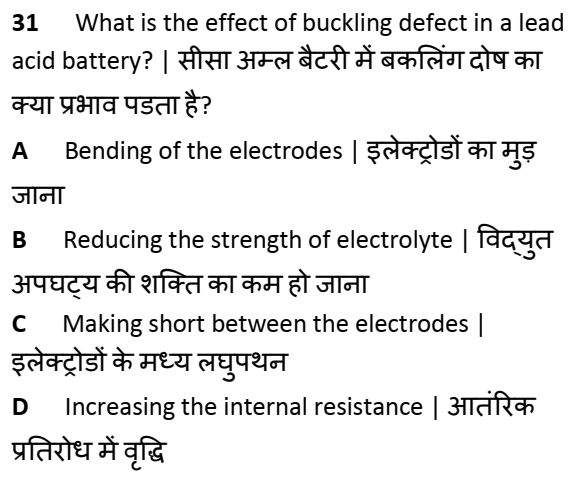 31 What is the effect of buckling defect in a lead
acid battery? | सीसा अम्ल बैटरी में बकलिंग दोष का
क्या प्रभाव पडता है?
A Bending of the electrodes | इलेक्ट्रोडों का मुड़
जाना
B Reducing the strength of electrolyte | विद्युत
अपघट्य की शक्ति का कम हो जाना
C Making short between the electrodes |
इलेक्ट्रोडों के मध्य लघुपथन
D Increasing the internal resistance | आतंरिक
प्रतिरोध में वृद्धि